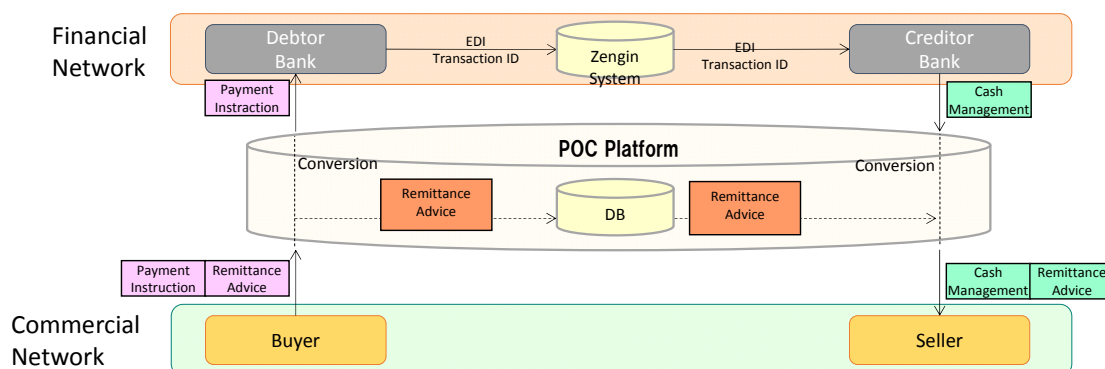 Financial
Network
Debtor
Bank
EDI
Transaction ID
Zengin
System
EDI
Transaction ID
Creditor
Bank
Payment
Instruction
Cash
Management
POC Platform
Conversion
Conversion
Remittance
Advice
DB
Remittance
Advice
Payment
Instruction
Remittance
Advice
Cash
Management
Remittance
Advice
Commercial
Network
Buyer
Seller